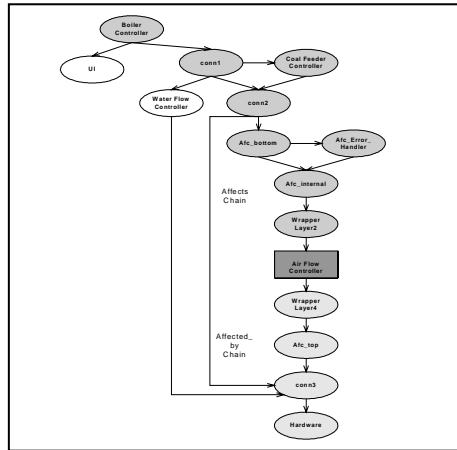 Boiler
Controller
UI
conn1
Coal Feeder
Controller
Water Flow
Controller
conn2
Afc_bottom
Afc_Error_
Handler
Affects
Chain
Afc_internal
Wrapper
Layer2
Air Flow
Controller
Wrapper
Layer4
Affected_
by
Chain
Afc_top
conn3
Hardware